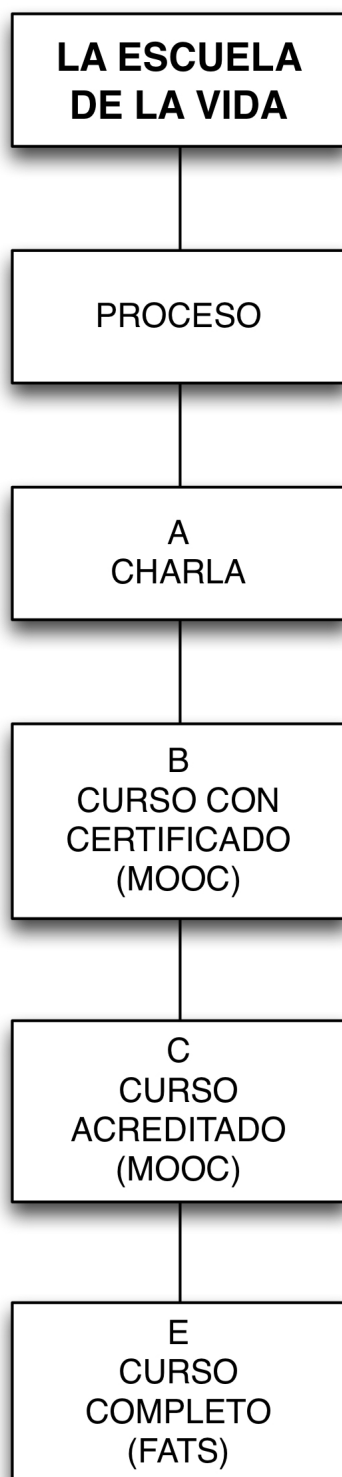 LA ESCUELA
DE LA VIDA
PROCESO
A
CHARLA
B
CURSO CON
CERTIFICADO
(MOOC)
C
CURSO
ACREDITADO
(MOOC)
E
CURSO
COMPLETO
(FATS)